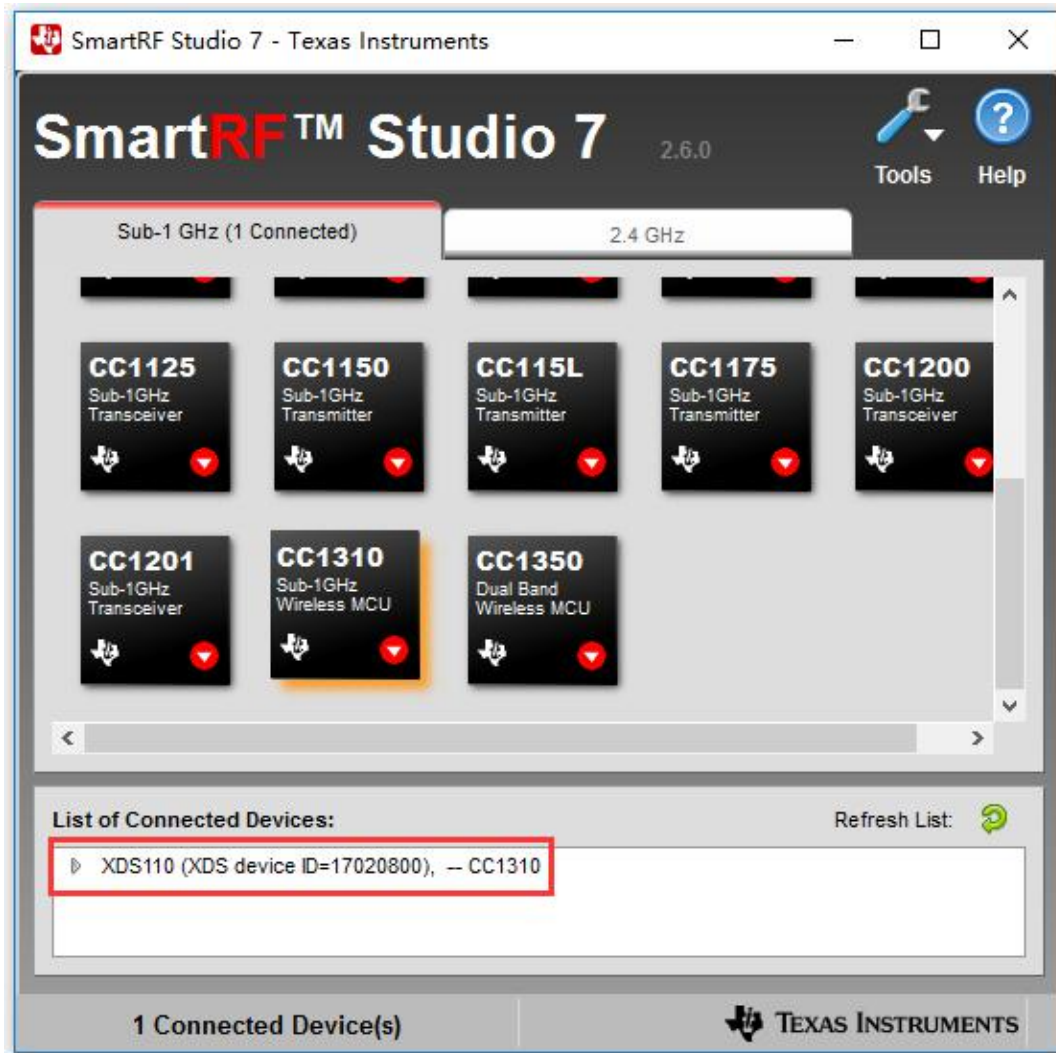 SmartRF Studio 7 - Texas Instruments
SmartRF™ Studio 7 2.6.0
Tools
Help
Sub-1 GHz (1 Connected)
2.4 GHz
CC1125
Sub-1GHz
Transceiver
CC1150
Sub-1GHz
Transmitter
CC115L
Sub-1GHz
Transmitter
CC1175
Sub-1GHz
Transmitter
CC1200
Sub-1GHz
Transceiver
CC1201
Sub-1GHz
Transceiver
CC1310
Sub-1GHz
Wireless MCU
CC1350
Dual Band
Wireless MCU
List of Connected Devices:
Refresh List:
XDS110 (XDS device ID=17020800), -- CC1310
1 Connected Device(s)
TEXAS INSTRUMENTS